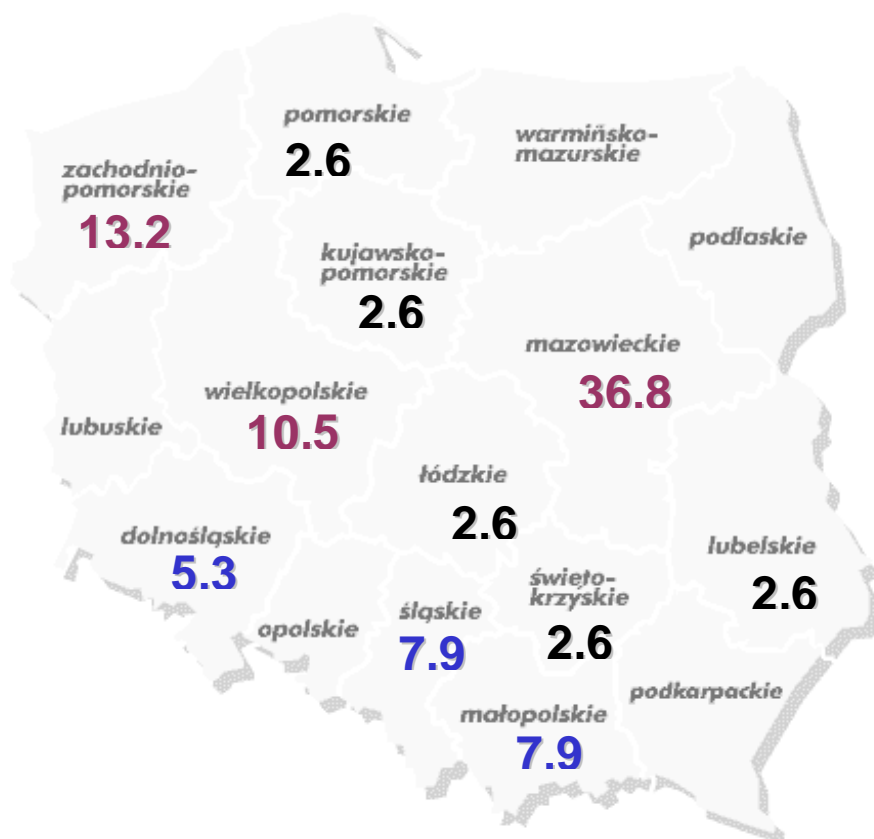 pomorskie
2.6
warmińsko-
mazurskie
zachodnio-
pomorskie
13.2
podlaskie
kujawsko-
pomorskie
2.6
mazowieckie
36.8
wielkopolskie
10.5
lubuskie
łódzkie
2.6
dolnośląskie
5.3
lubelskie
2.6
święto-
krzyskie
2.6
śląskie
7.9
opolskie
podkarpackie
małopolskie
7.9